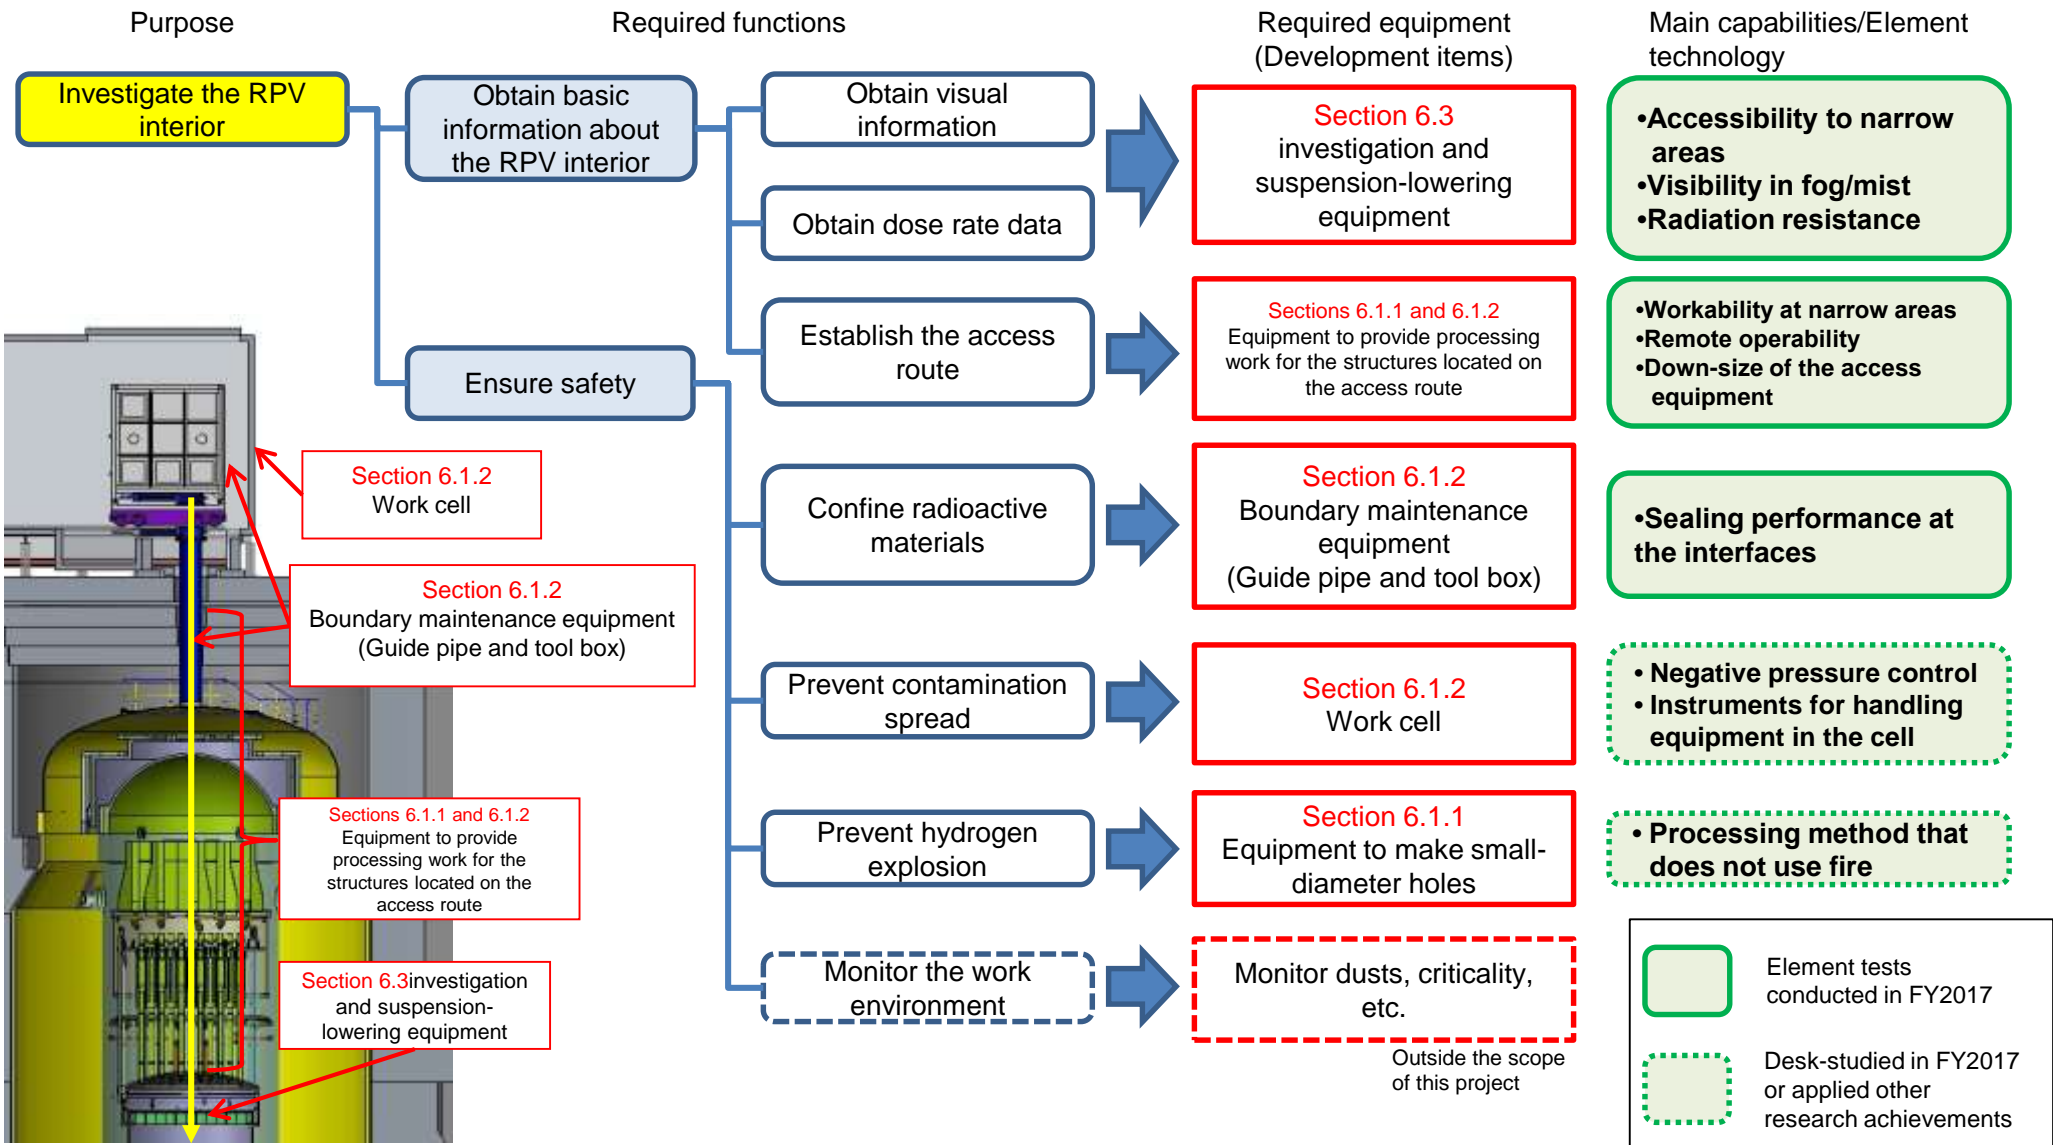 Purpose
Required functions
Required equipment
(Development items)
Main capabilities/Element
technology
Investigate the RPV
interior
Obtain basic
information about
the RPV interior
Ensure safety
Obtain visual
information
Obtain dose rate data
Establish the access
route
Confine radioactive
materials
Prevent contamination
spread
Prevent hydrogen
explosion
Monitor the work
environment
Section 6.3
investigation and
suspension-lowering
equipment
Sections 6.1.1 and 6.1.2
Equipment to provide processing
work for the structures located on
the access route
Section 6.1.2
Boundary maintenance
equipment
(Guide pipe and tool box)
Section 6.1.2
Work cell
Section 6.1.1
Equipment to make small-
diameter holes
Monitor dusts, criticality,
etc.
Outside the scope
of this project
•Accessibility to narrow
areas
•Visibility in fog/mist
•Radiation resistance
•Workability at narrow areas
•Remote operability
•Down-size of the access
equipment
•Sealing performance at
the interfaces
• Negative pressure control
• Instruments for handling
equipment in the cell
• Processing method that
does not use fire
Element tests
conducted in FY2017
Desk-studied in FY2017
or applied other
research achievements
Section 6.1.2
Work cell
Section 6.1.2
Boundary maintenance equipment
(Guide pipe and tool box)
Sections 6.1.1 and 6.1.2
Equipment to provide
processing work for the
structures located on the
access route
Section 6.3investigation
and suspension-
lowering equipment